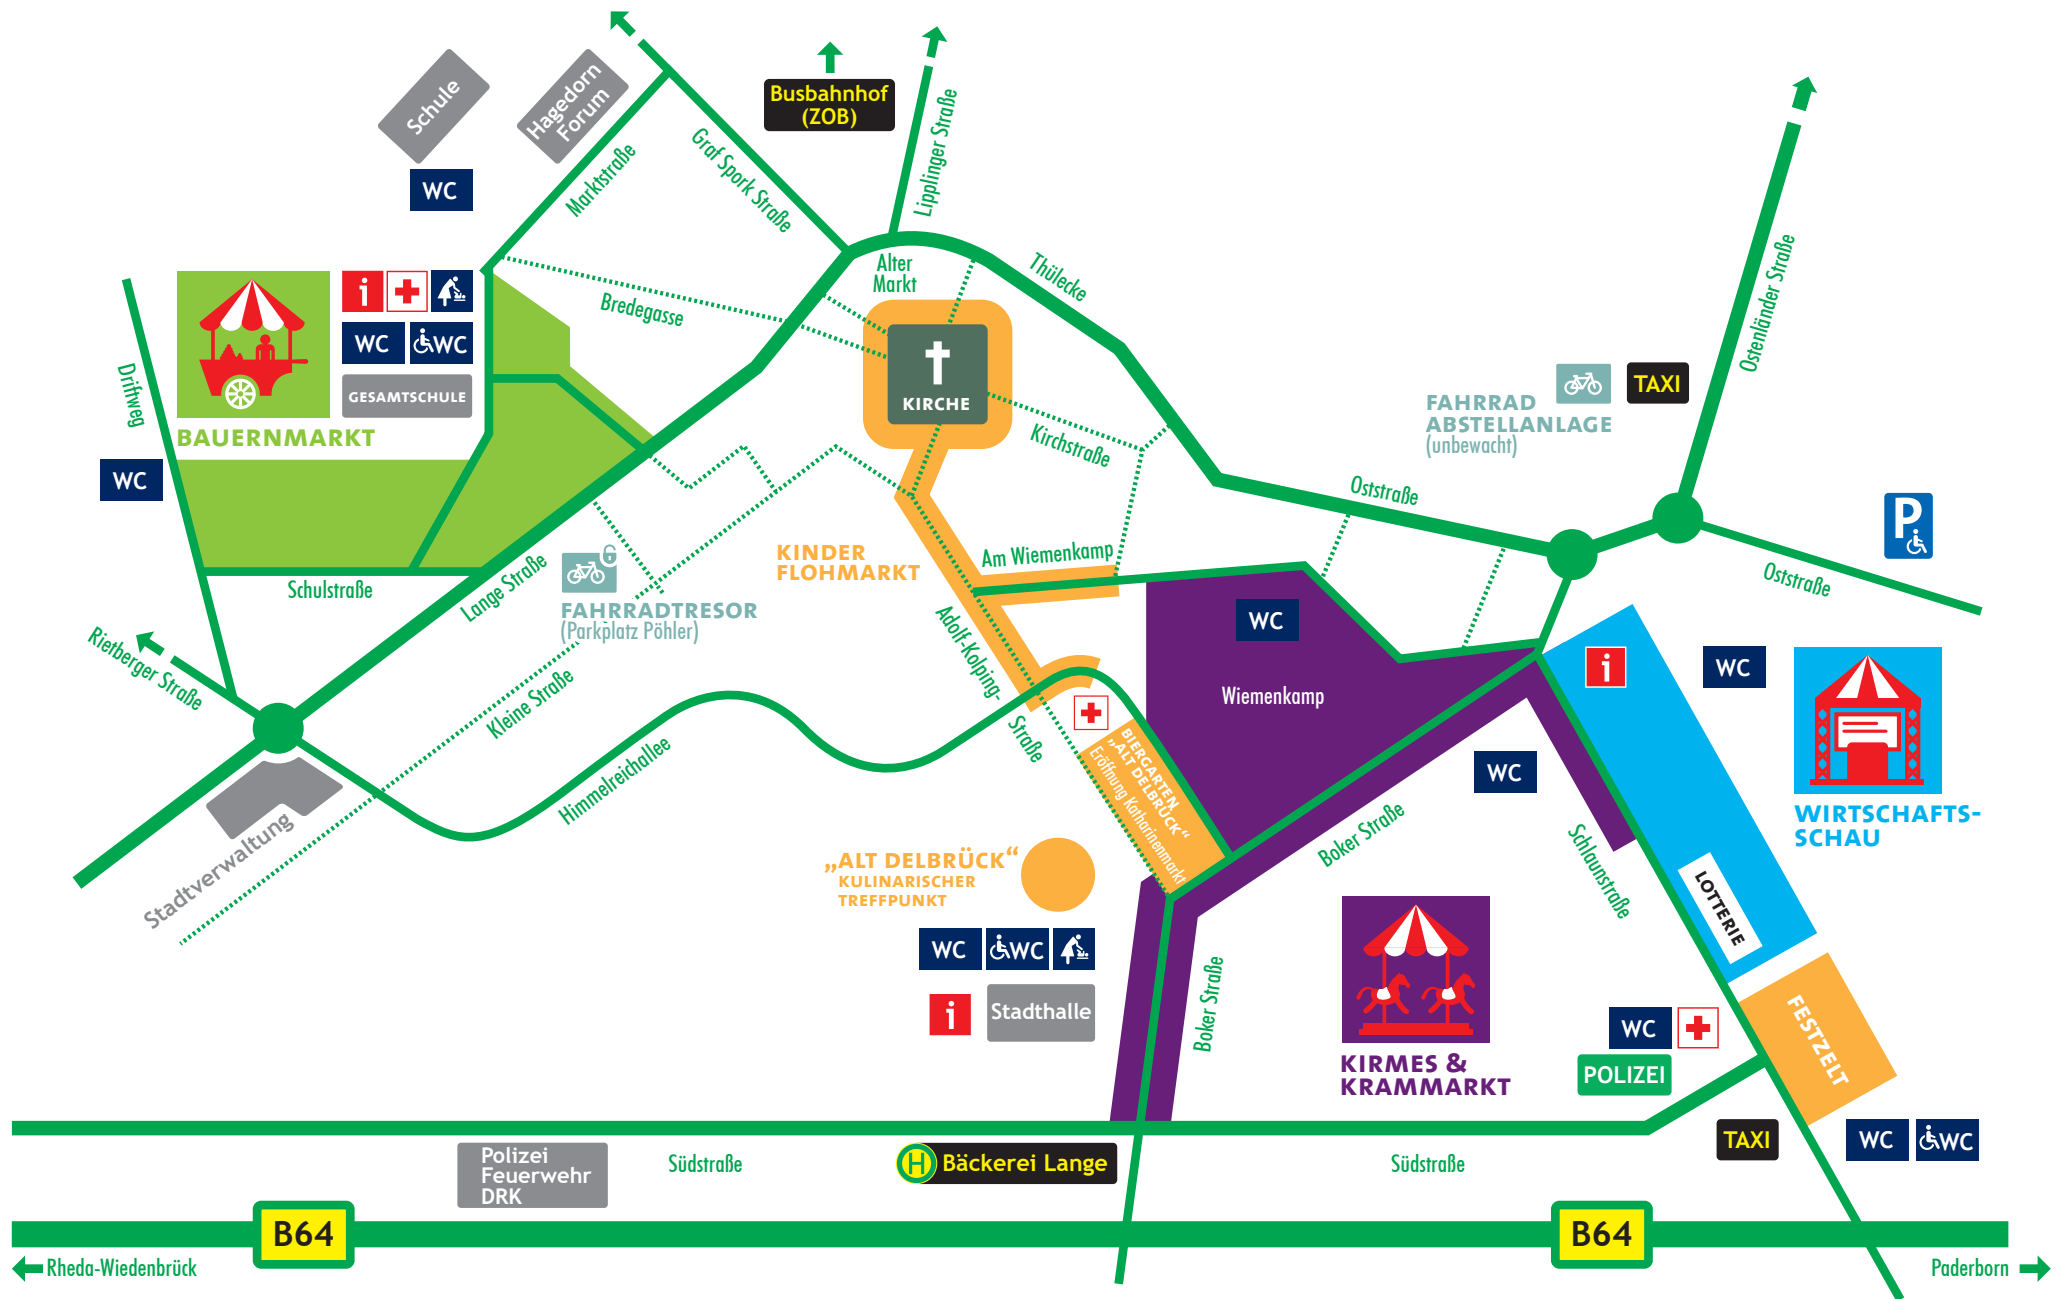 Schule
Hagedorn
Forum
Busbahnhof
(ZOB)
WC
Marktstraße
Graf Spork Straße
Lipplinger Straße
Alter
Markt
Thülecke
Bredegasse
Ostenländer Straße
i
WC
WC
GESAMTSCHULE
BAUERNMARKT
Driftweg
WC
KIRCHE
Kirchstraße
FAHRRAD
ABSTELLANLAGE
(unbewacht)
TAXI
Oststraße
P
Oststraße
Schulstraße
Lange Straße
FAHRRADTRESOR
(Parkplatz Pöhler)
KINDER
FLOHMARKT
Am Wiemenkamp
Adolf-Kolping-
Straße
WC
Wiemenkamp
i
WC
WIRTSCHAFTS-
SCHAU
Rietberger Straße
Kleine Straße
Himmelreichallee
Stadtverwaltung
BIERGARTEN
„ALT DELBRÜCK“
Eröffnung Katharinenmarkt
WC
Boker Straße
Schlaunstraße
LOTTERIE
„ALT DELBRÜCK“
KULINARISCHER
TREFFPUNKT
WC
WC
i
Stadthalle
Boker Straße
KIRMES &
KRAMMARKT
WC
POLIZEI
FESTZELT
TAXI
WC
WC
Polizei
Feuerwehr
DRK
Südstraße
H
Bäckerei Lange
Südstraße
B64
B64
Rheda-Wiedenbrück
Paderborn